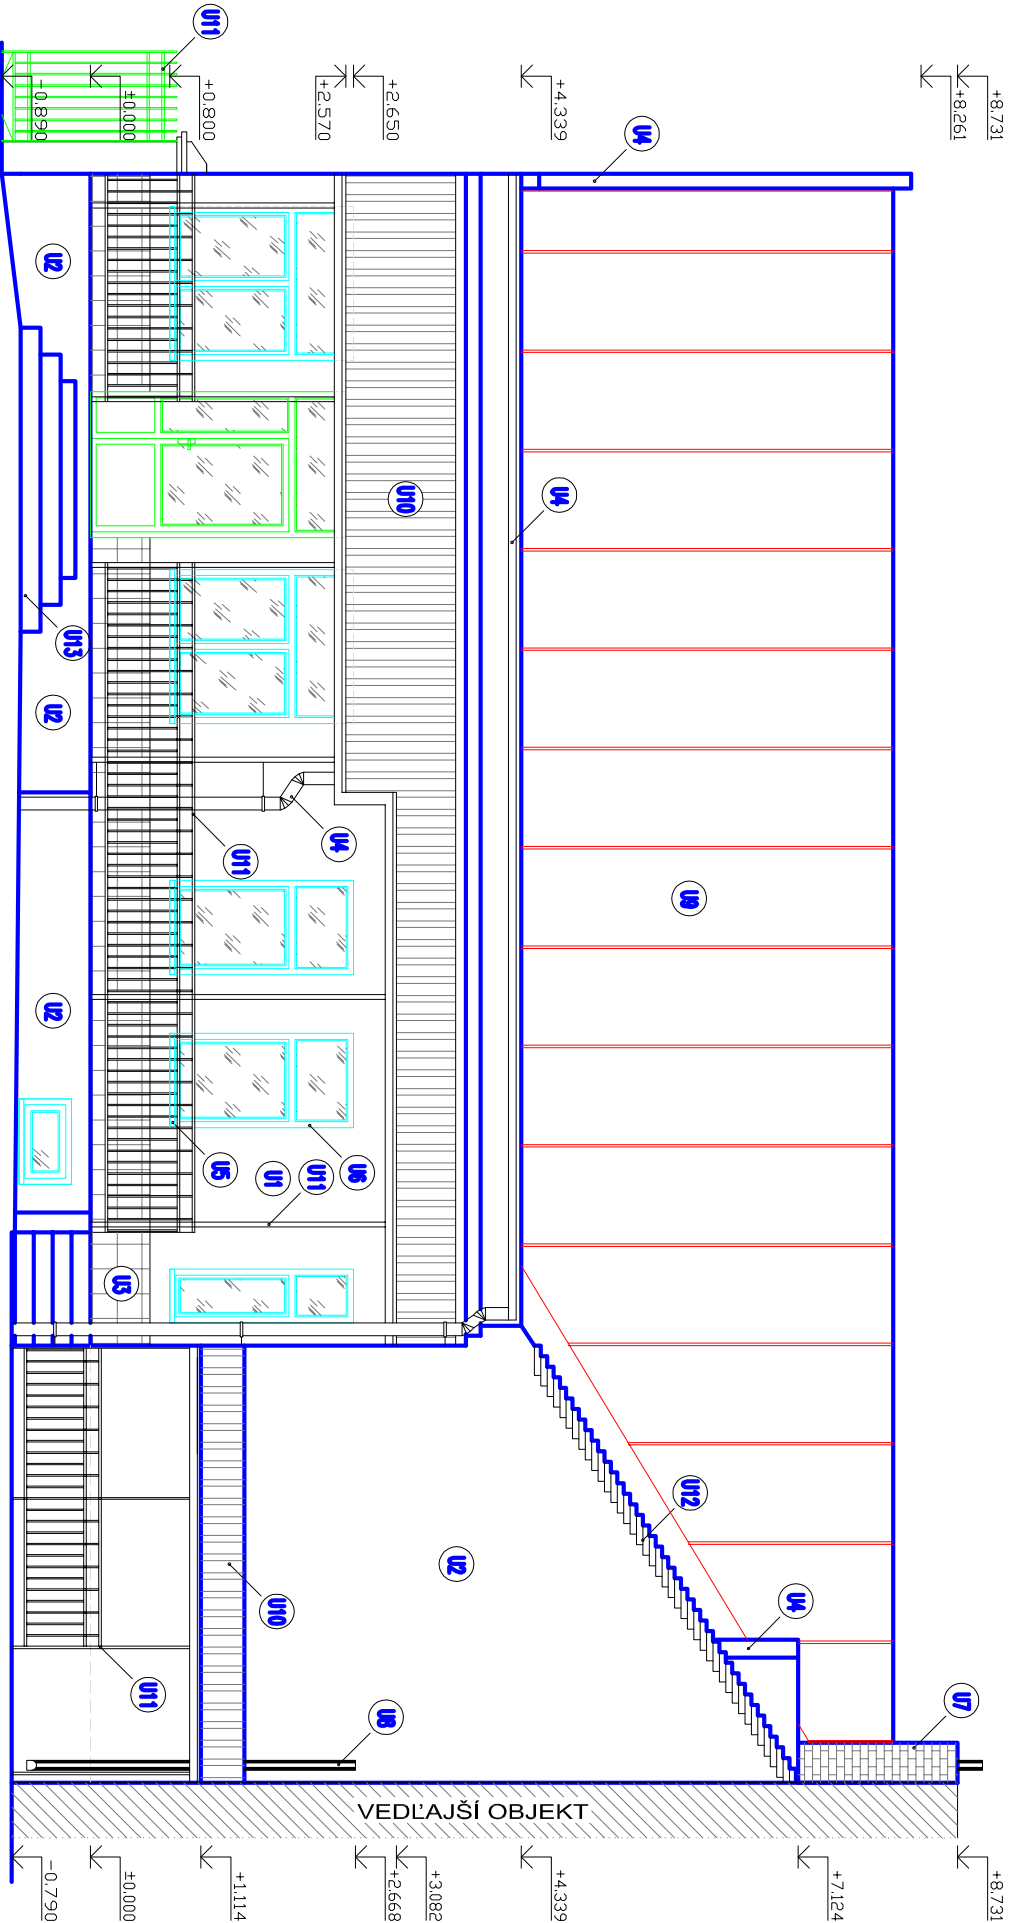 +8.731
+8.261
+4.339
+2.650
+2.570
+0.800
±0.000
-0.890
U11
U4
U2
U10
U4
U13
U2
U4
U11
U9
U2
U6
U11
U1
U5
U3
U12
U2
U4
U10
U11
U8
U7
VEDĽAJŠÍ OBJEKT
+8.731
+7.124
+4.339
+3.082
+2.668
+1.114
±0.000
-0.790